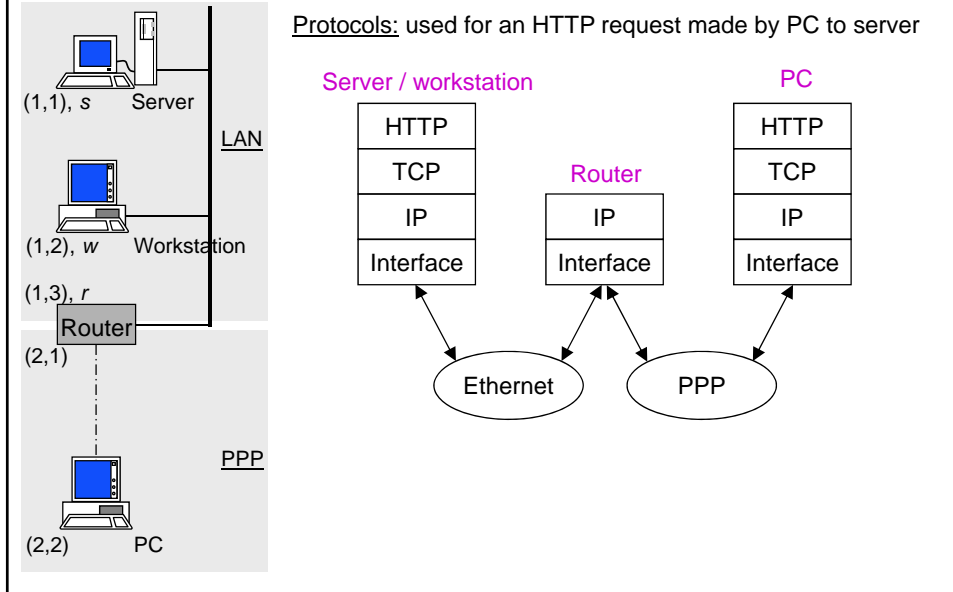 Protocols: used for an HTTP request made by PC to server
(1,1), s Server
LAN
(1,2), w Workstation
(1,3), r
Router
(2,1)
PPP
(2,2) PC
Server / workstation
HTTP
TCP
IP
Interface
Router
IP
Interface
PC
HTTP
TCP
IP
Interface
Ethernet
PPP